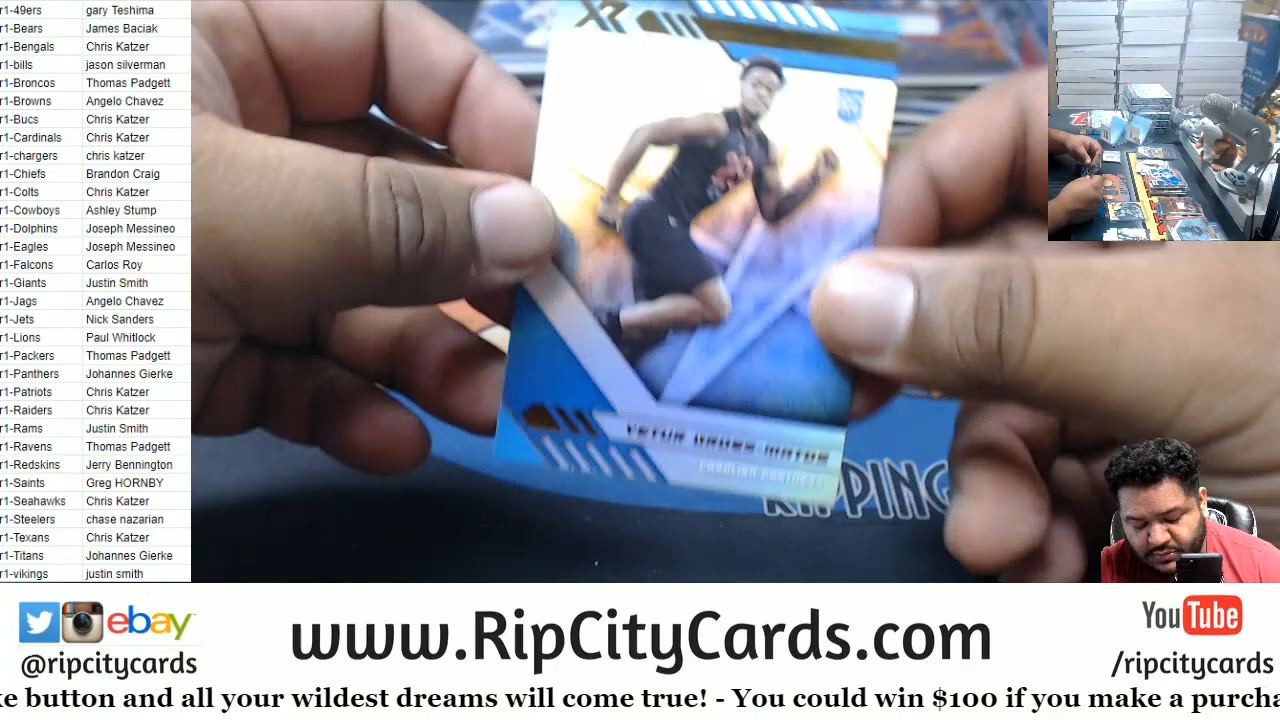 r1-49ers gary Teshima
r1-Bears James Baciak
r1-Bengals Chris Katzer
r1-bills jason silverman
r1-Broncos Thomas Padgett
r1-Browns Angelo Chavez
r1-Bucs Chris Katzer
r1-Cardinals Chris Katzer
r1-chargers chris katzer
r1-Chiefs Brandon Craig
r1-Colts Chris Katzer
r1-Cowboys Ashley Stump
r1-Dolphins Joseph Messineo
r1-Eagles Joseph Messineo
r1-Falcons Carlos Roy
r1-Giants Justin Smith
r1-Jags Angelo Chavez
r1-Jets Nick Sanders
r1-Lions Paul Whitlock
r1-Packers Thomas Padgett
r1-Panthers Johannes Gierke
r1-Patriots Chris Katzer
r1-Raiders Chris Katzer
r1-Rams Justin Smith
r1-Ravens Thomas Padgett
r1-Redskins Jerry Bennington
r1-Saints Greg HORNBY
r1-Seahawks Chris Katzer
r1-Steelers chase nazarian
r1-Texans Chris Katzer
r1-Titans Johannes Gierke
r1-vikings justin smith
XR
YETUR GROSS-MATOS
CAROLINA PANTHERS
RIPPING
ebay
@ripcitycards
www.RipCityCards.com
YouTube
/ripcitycards
ke button and all your wildest dreams will come true! - You could win $100 if you make a purcha